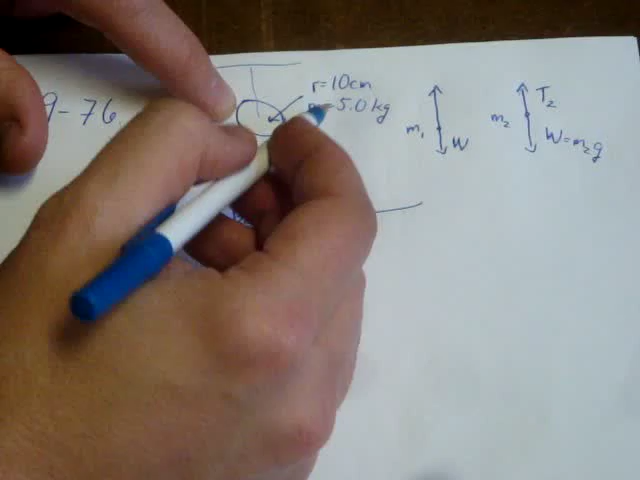 9-76
r=10cm
m=5.0 kg
m₁
W
m₂
T₂
W=m₂g